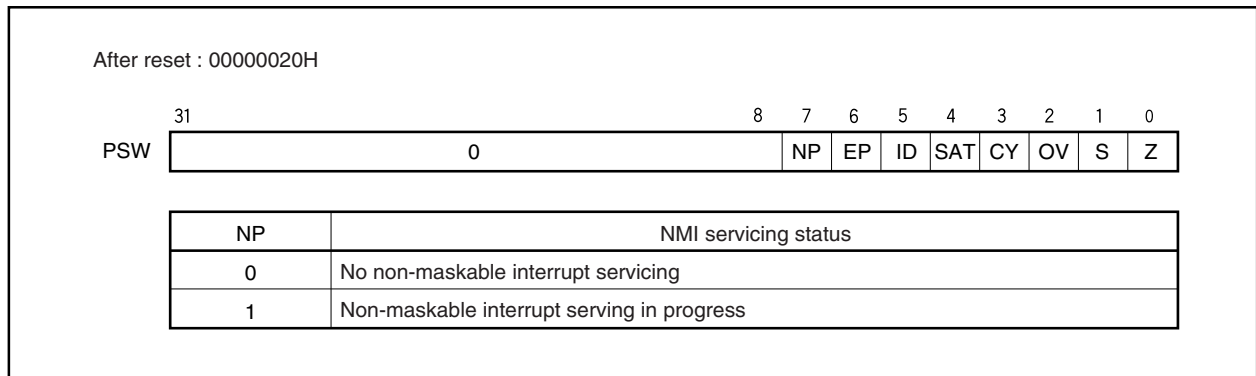 After reset : 00000020H
31 8 7 6 5 4 3 2 1 0
PSW 0 NP EP ID SAT CY OV S Z
NP NMI servicing status
0 No non-maskable interrupt servicing
1 Non-maskable interrupt serving in progress